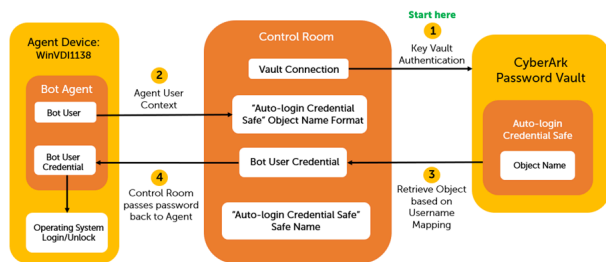 Start here
1
Key Vault
Authentication
Agent Device:
WinVDI1138
Bot Agent
Bot User
Bot User
Credential
Operating System
Login/Unlock
2
Agent User
Context
4
Control Room
passes password
back to Agent
Control Room
Vault Connection
"Auto-login Credential
Safe" Object Name Format
Bot User Credential
"Auto-login Credential Safe"
Safe Name
3
Retrieve Object
based on
Username
Mapping
CyberArk
Password Vault
Auto-login
Credential Safe
Object Name